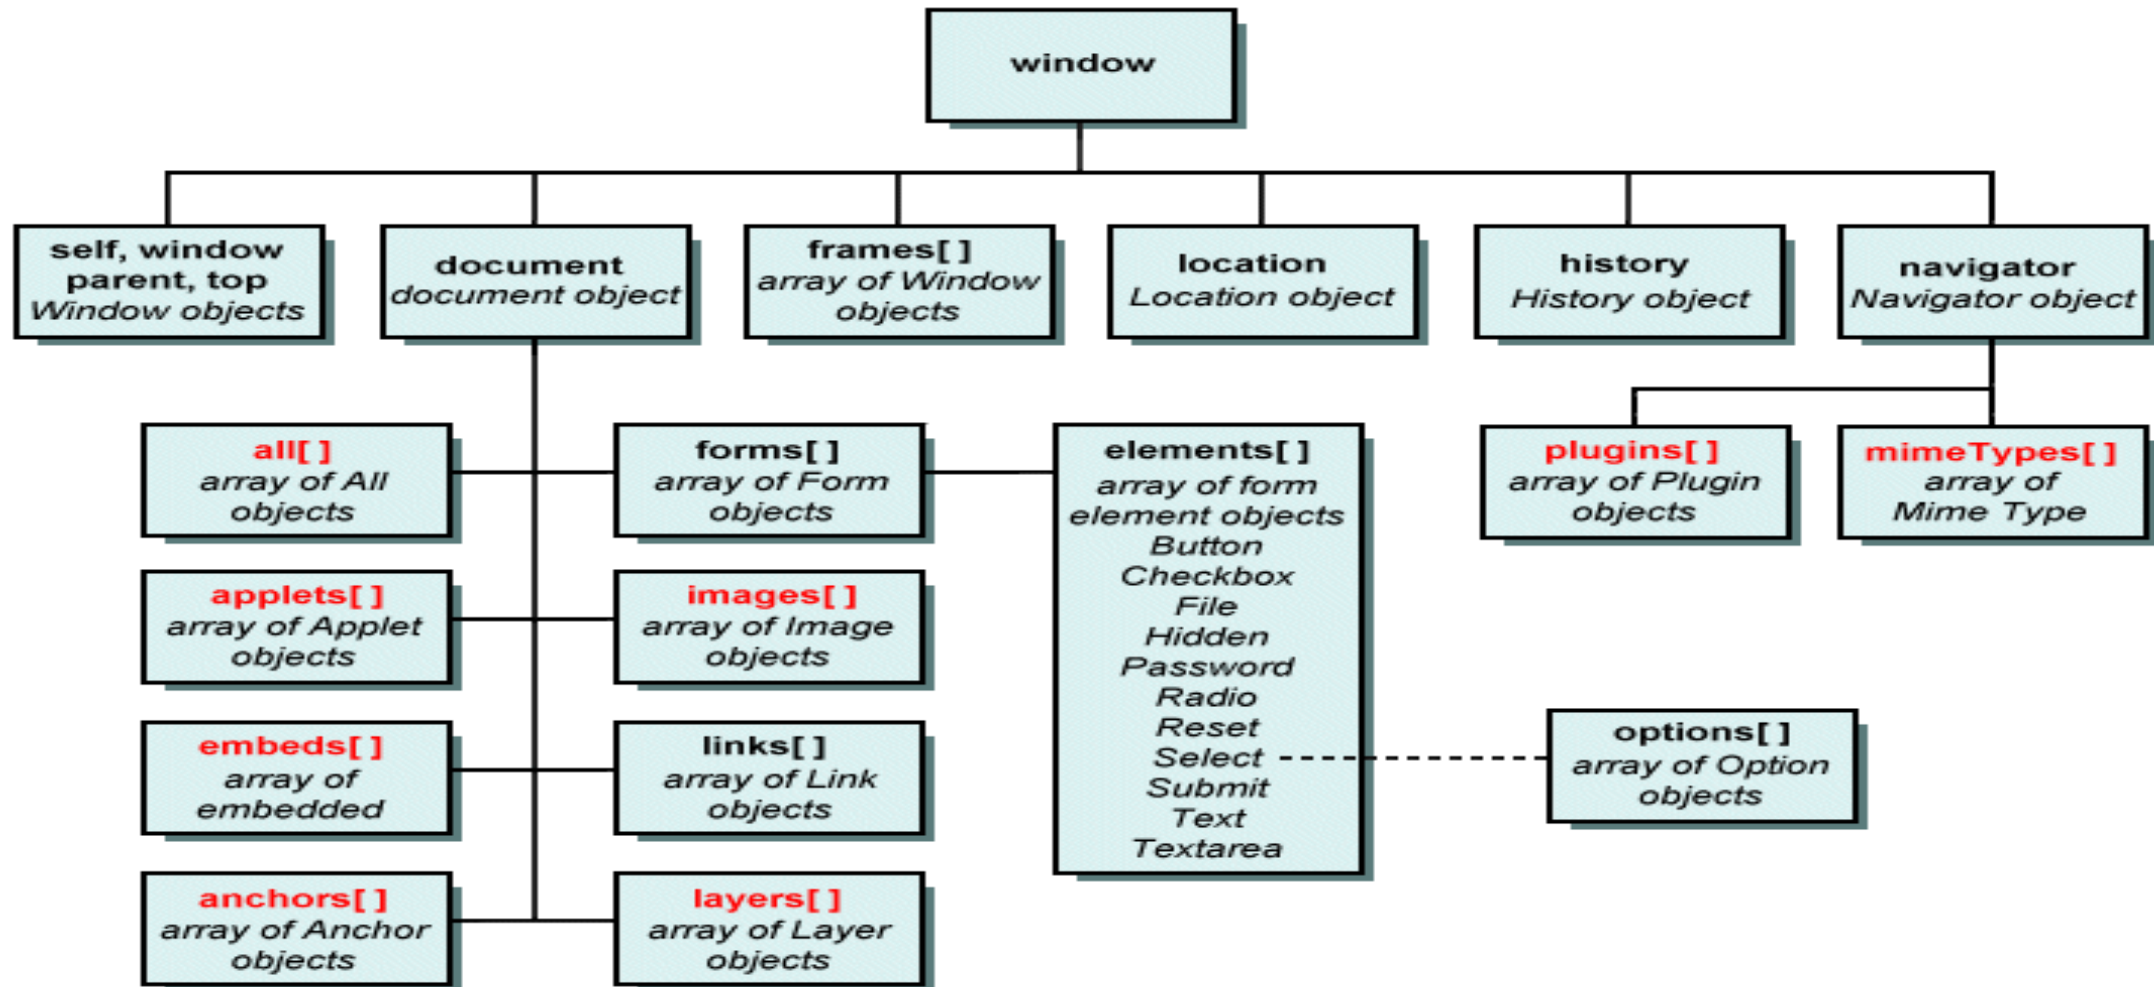 window
self, window
parent, top
Window objects
document
document object
frames[ ]
array of Window
objects
location
Location object
history
History object
navigator
Navigator object
all[ ]
array of All
objects
forms[ ]
array of Form
objects
elements[ ]
array of form
element objects
Button
Checkbox
File
Hidden
Password
Radio
Reset
Select
Submit
Text
Textarea
plugins[ ]
array of Plugin
objects
mimeTypes[ ]
array of
Mime Type
applets[ ]
array of Applet
objects
images[ ]
array of Image
objects
embeds[ ]
array of
embedded
links[ ]
array of Link
objects
options[ ]
array of Option
objects
anchors[ ]
array of Anchor
objects
layers[ ]
array of Layer
objects